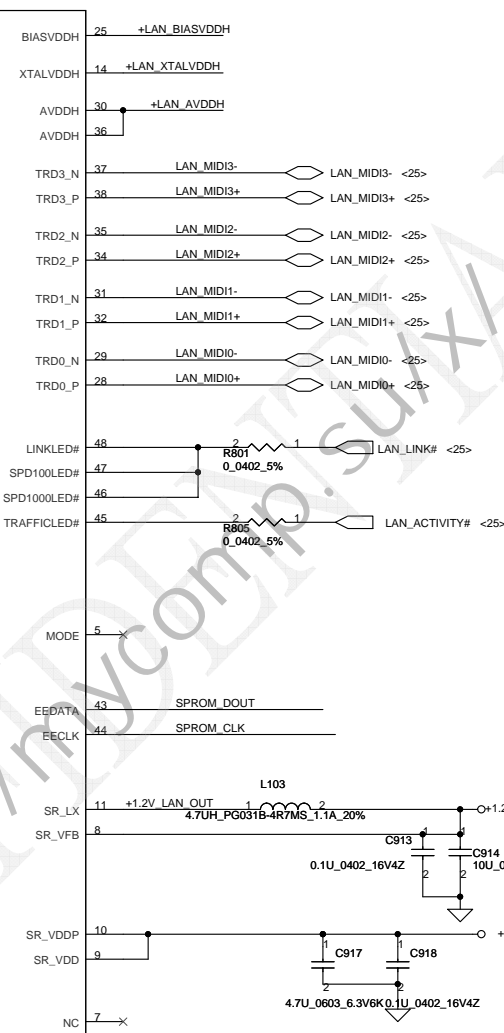 BIASVDDH 25 +LAN_BIASVDDH
XTALVDDH 14 +LAN_XTALVDDH
AVDDH 30 +LAN_AVDDH
AVDDH 36
TRD3_N 37 LAN_MIDI3- LAN_MIDI3- <25>
TRD3_P 38 LAN_MIDI3+ LAN_MIDI3+ <25>
TRD2_N 35 LAN_MIDI2- LAN_MIDI2- <25>
TRD2_P 34 LAN_MIDI2+ LAN_MIDI2+ <25>
TRD1_N 31 LAN_MIDI1- LAN_MIDI1- <25>
TRD1_P 32 LAN_MIDI1+ LAN_MIDI1+ <25>
TRD0_N 29 LAN_MIDI0- LAN_MIDI0- <25>
TRD0_P 28 LAN_MIDI0+ LAN_MIDI0+ <25>
LINKLED# 48 2 1 LAN_LINK# <25>
R801
SPD100LED# 47 0_0402_5%
SPD1000LED# 46
TRAFFICLED# 45 2 1 LAN_ACTIVITY# <25>
R805
0_0402_5%
MODE 5
EEDATA 43 SPROM_DOUT
EECLK 44 SPROM_CLK
L103
SR_LX 11 +1.2V_LAN_OUT 1 2
4.7UH_PG031B-4R7MS_1.1A_20%
SR_VFB 8
C913 1 1 C914
0.1U_0402_16V4Z
2 2
SR_VDDP 10
SR_VDD 9
1 C917 1 C918
2 2
4.7U_0603_6.3V6K 0.1U_0402_16V4Z
NC 7
/mycomp.su/x/